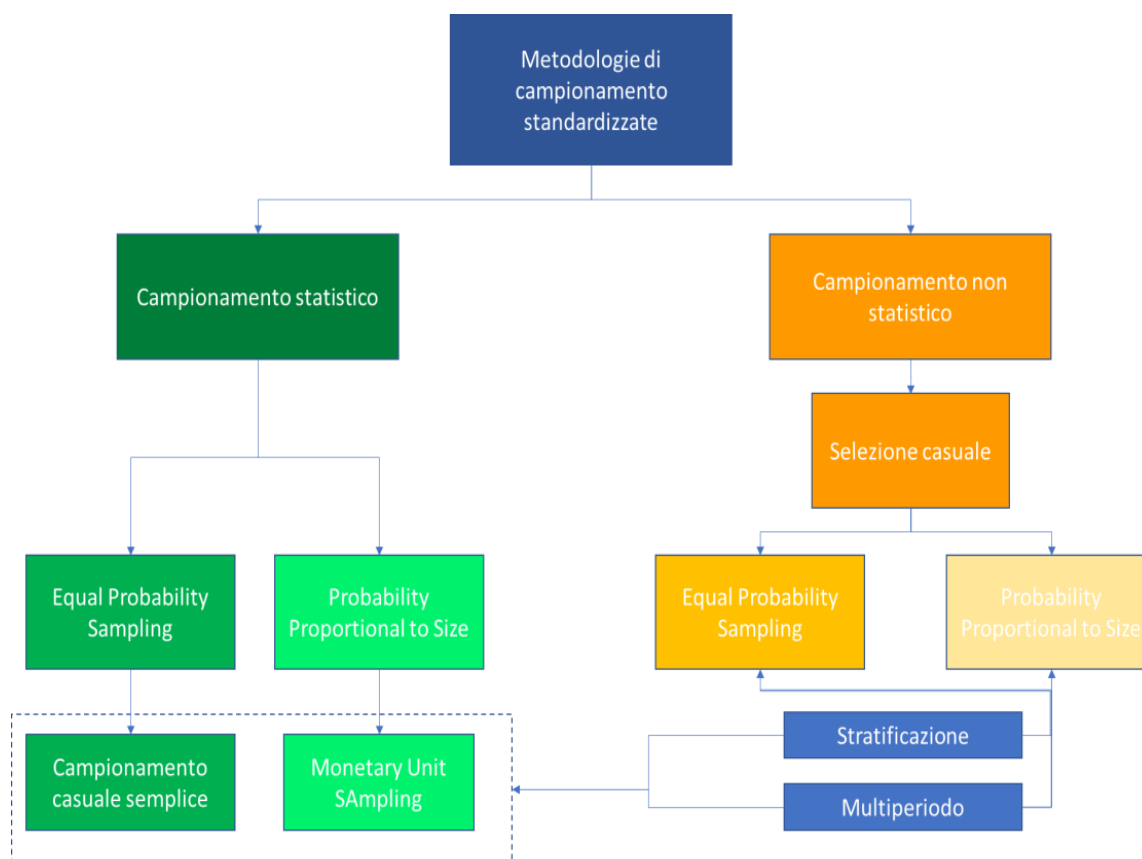 Metodologie di
campionamento
standardizzate
Campionamento statistico
Campionamento non
statistico
Selezione casuale
Equal Probability
Sampling
Probability
Proportional to Size
Equal Probability
Sampling
Probability
Proportional to Size
Stratificazione
Campionamento
casuale semplice
Monetary Unit
SAmpling
Multiperiodo